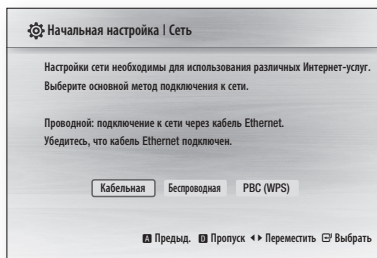 Начальная настройка | Сеть
Настройки сети необходимы для использования различных Интернет-услуг.
Выберите основной метод подключения к сети.
Проводной: подключение к сети через кабель Ethernet.
Убедитесь, что кабель Ethernet подключен.
Кабельная Беспроводная PBC (WPS)
A Предыд. D Пропуск Переместить Выбрать